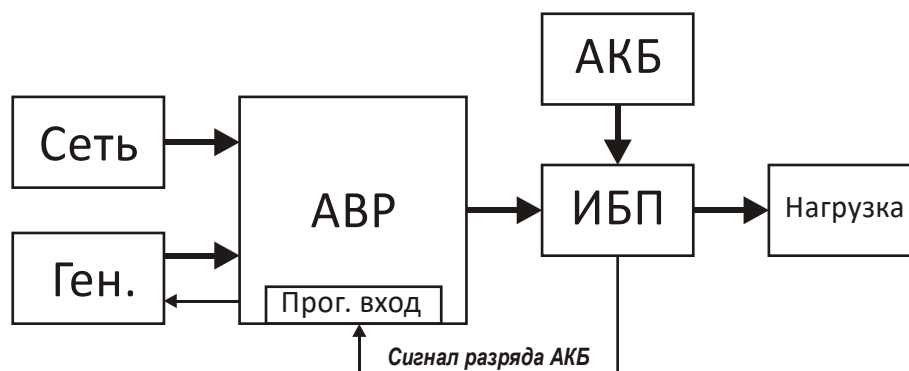 АКБ
Сеть
АВР
ИБП
Нагрузка
Ген.
Прог. вход
Сигнал разряда АКБ